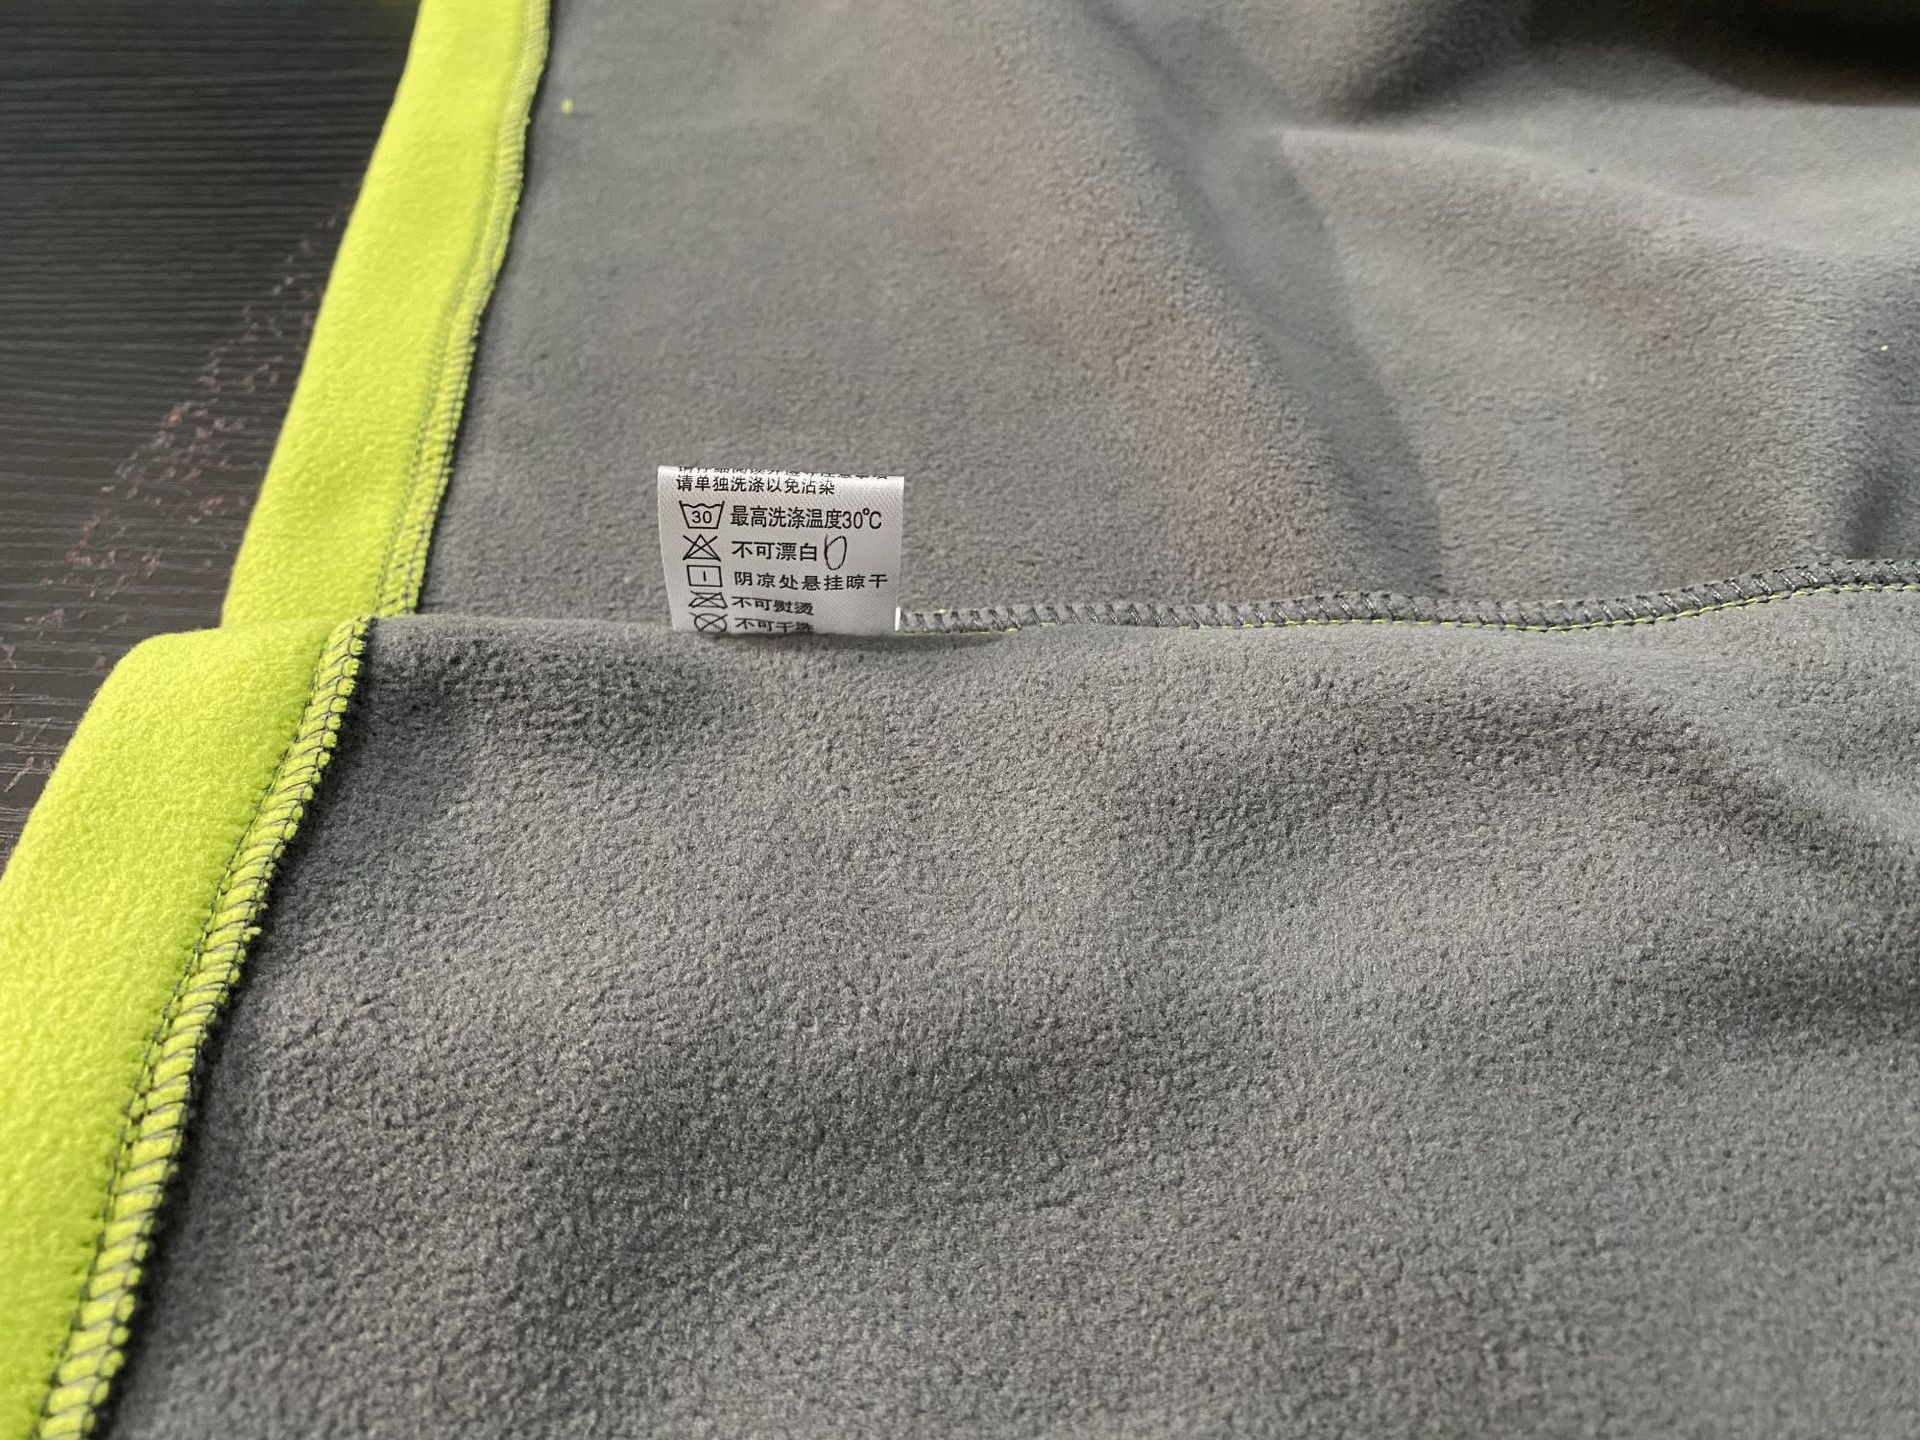 请单独洗涤以免沾染
30 最高洗涤温度30℃
不可漂白
阴凉处悬挂晾干
不可熨烫
不可干洗